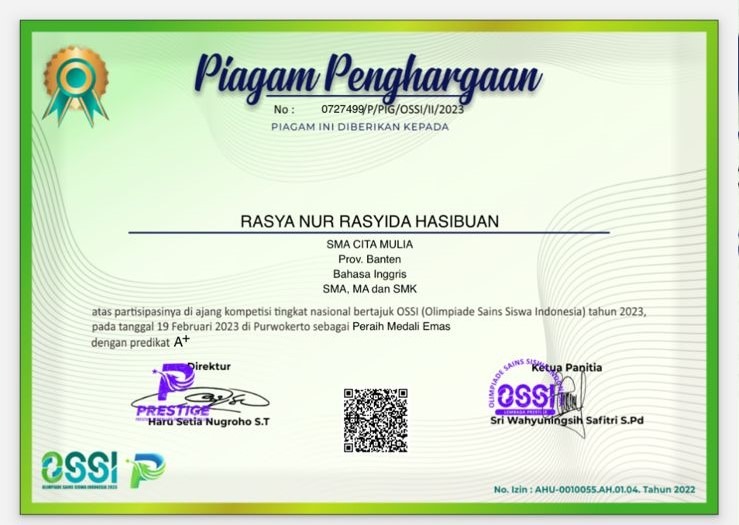 Piagam Penghargaan
No : 0727499/P/PIG/OSSI/II/2023
PIAGAM INI DIBERIKAN KEPADA
RASYA NUR RASYIDA HASIBUAN
SMA CITA MULIA
Prov. Banten
Bahasa Inggris
SMA, MA dan SMK
atas partisipasinya di ajang kompetisi tingkat nasional bertajuk OSSI (Olimpiade Sains Siswa Indonesia) tahun 2023,
pada tanggal 19 Februari 2023 di Purwokerto sebagai Peraih Medali Emas
dengan predikat A+
Direktur
PRESTIGE
Haru Setia Nugroho S.T
Ketua Panitia
OLIMPIADE SAINS SISWA
OSSI
LEMBAGA PRESTIGE
Sri Wahyuningsih Safitri S.Pd
OSSI
OLIMPIADE SAINS SISWA INDONESIA 2023
No. Izin : AHU-0010055.AH.01.04. Tahun 2022